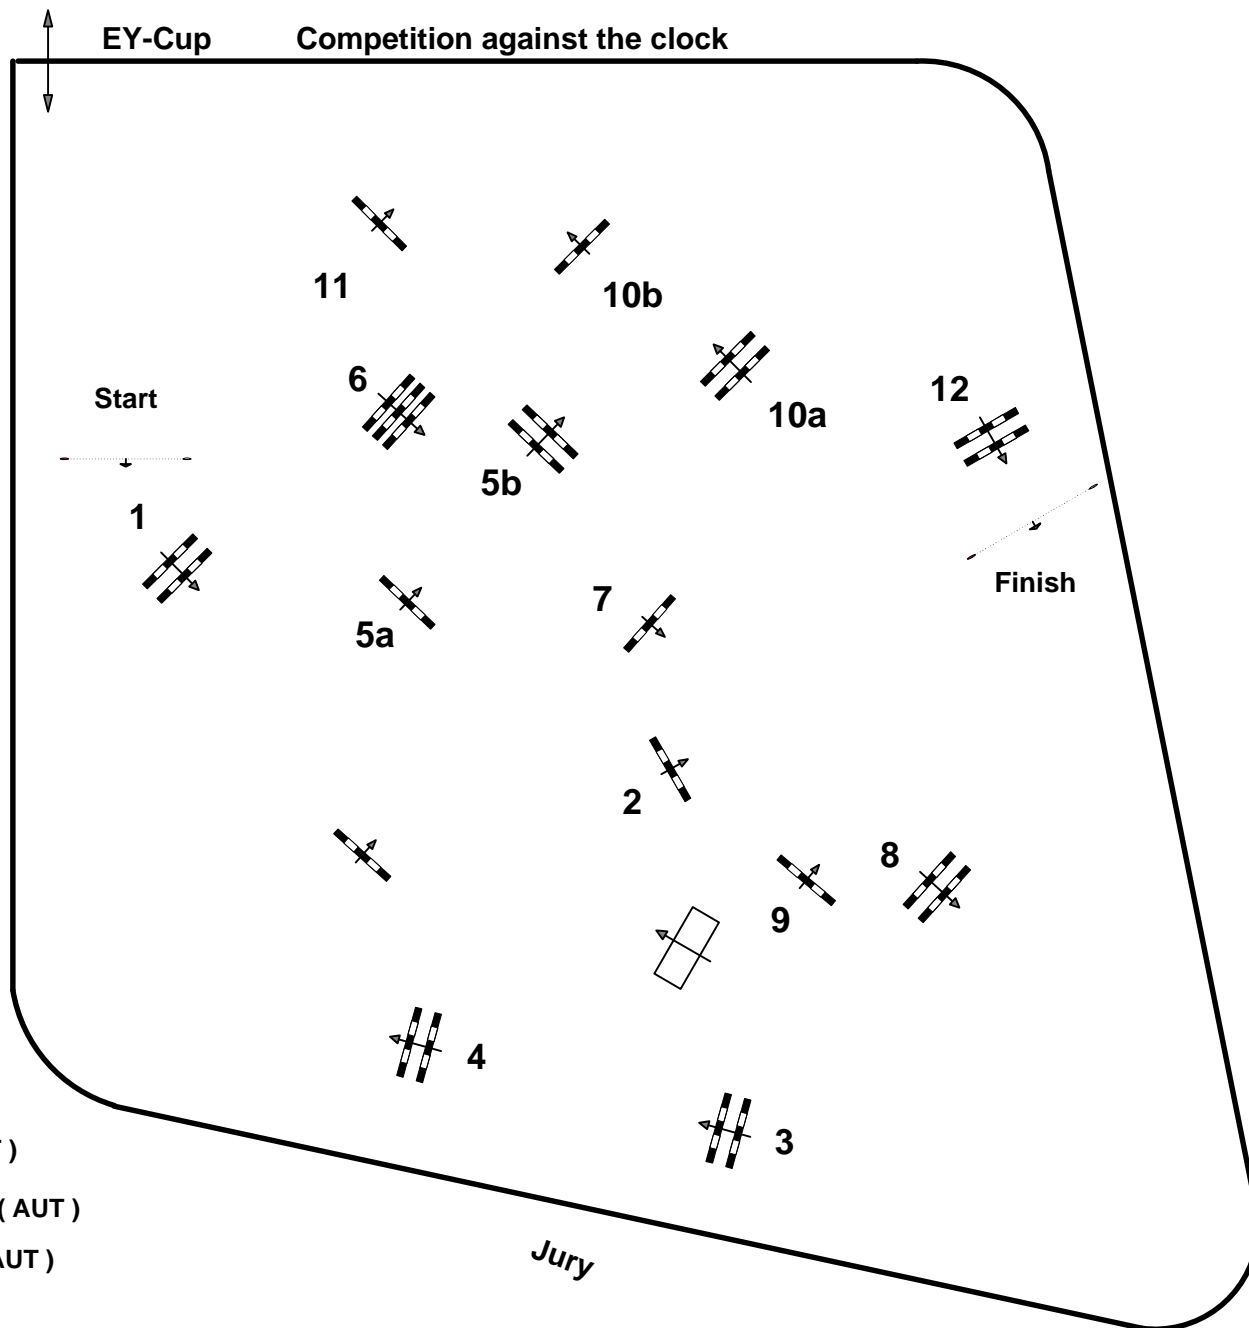 EY-Cup Competition against the clock
11
10b
6
Start
12
10a
5b
1
Finish
7
5a
2
8
9
4
3
)
( AUT )
AUT )
Jury